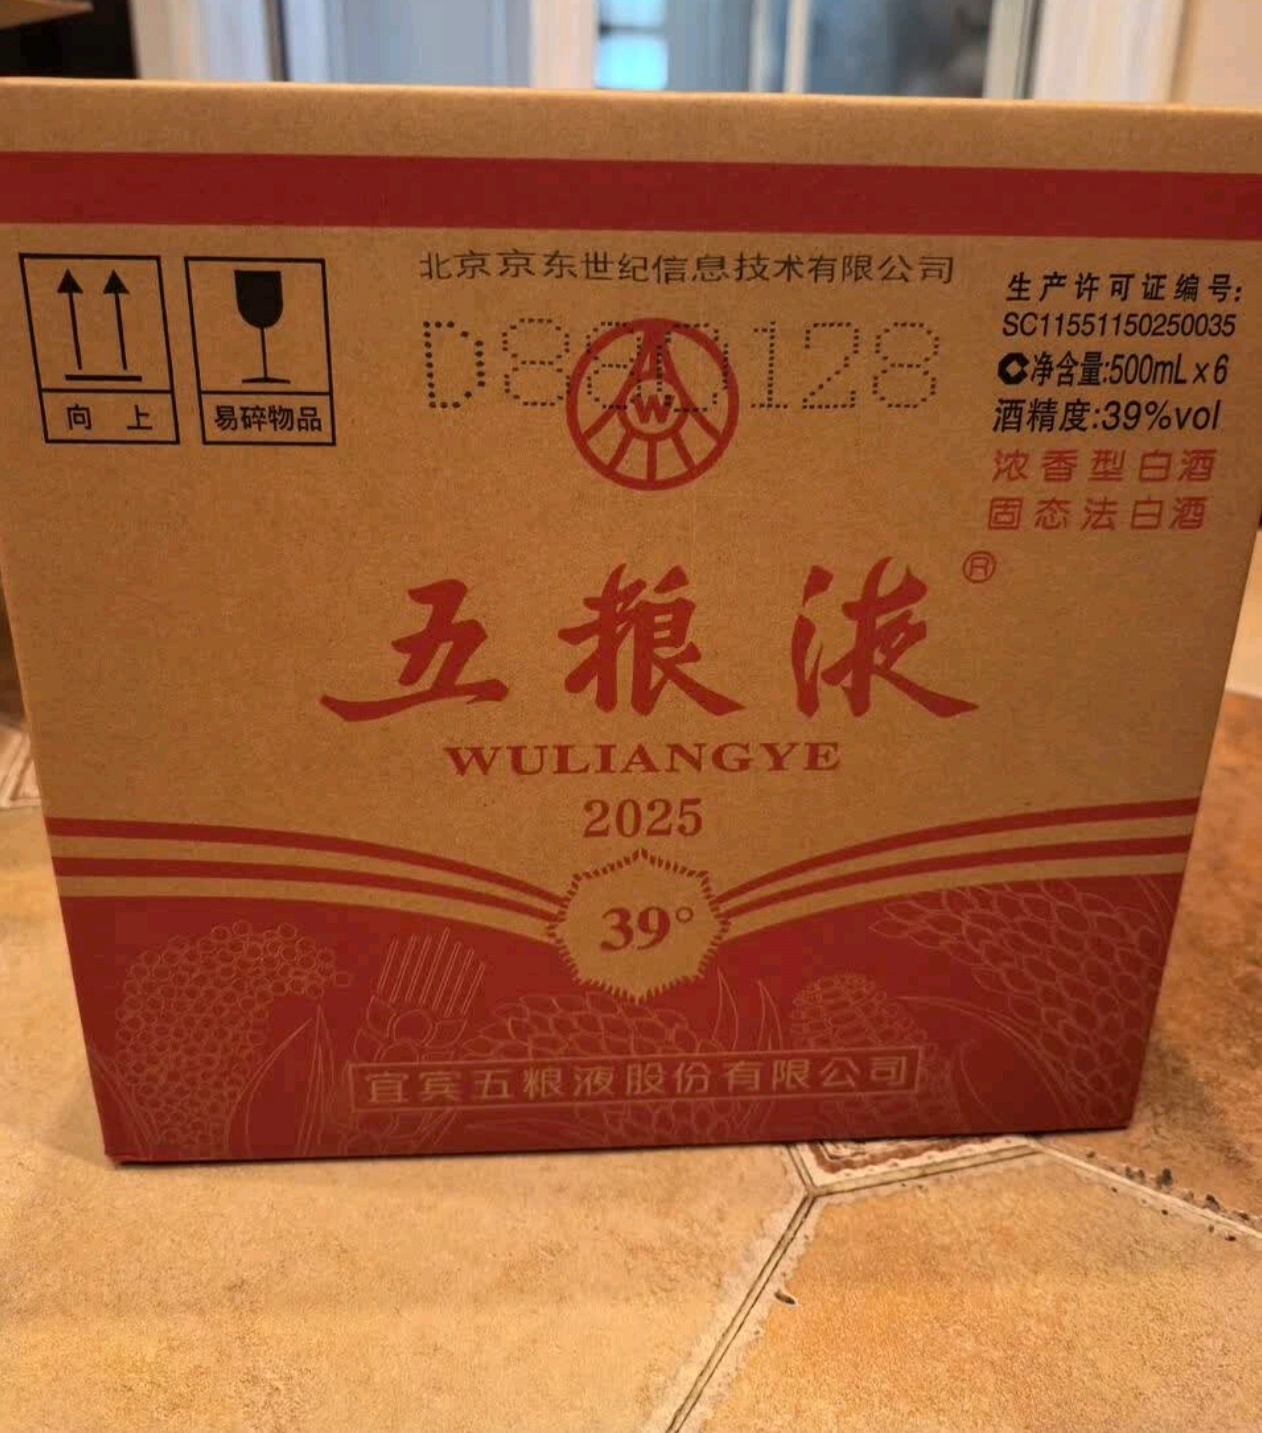 北京京东世纪信息技术有限公司
D880128
W
向 上
易碎物品
生产许可证编号:
SC11551150250035
C净含量:500mL x 6
酒精度:39%vol
浓香型白酒
固态法白酒
五粮液®
WULIANGYE
2025
39°
宜宾五粮液股份有限公司